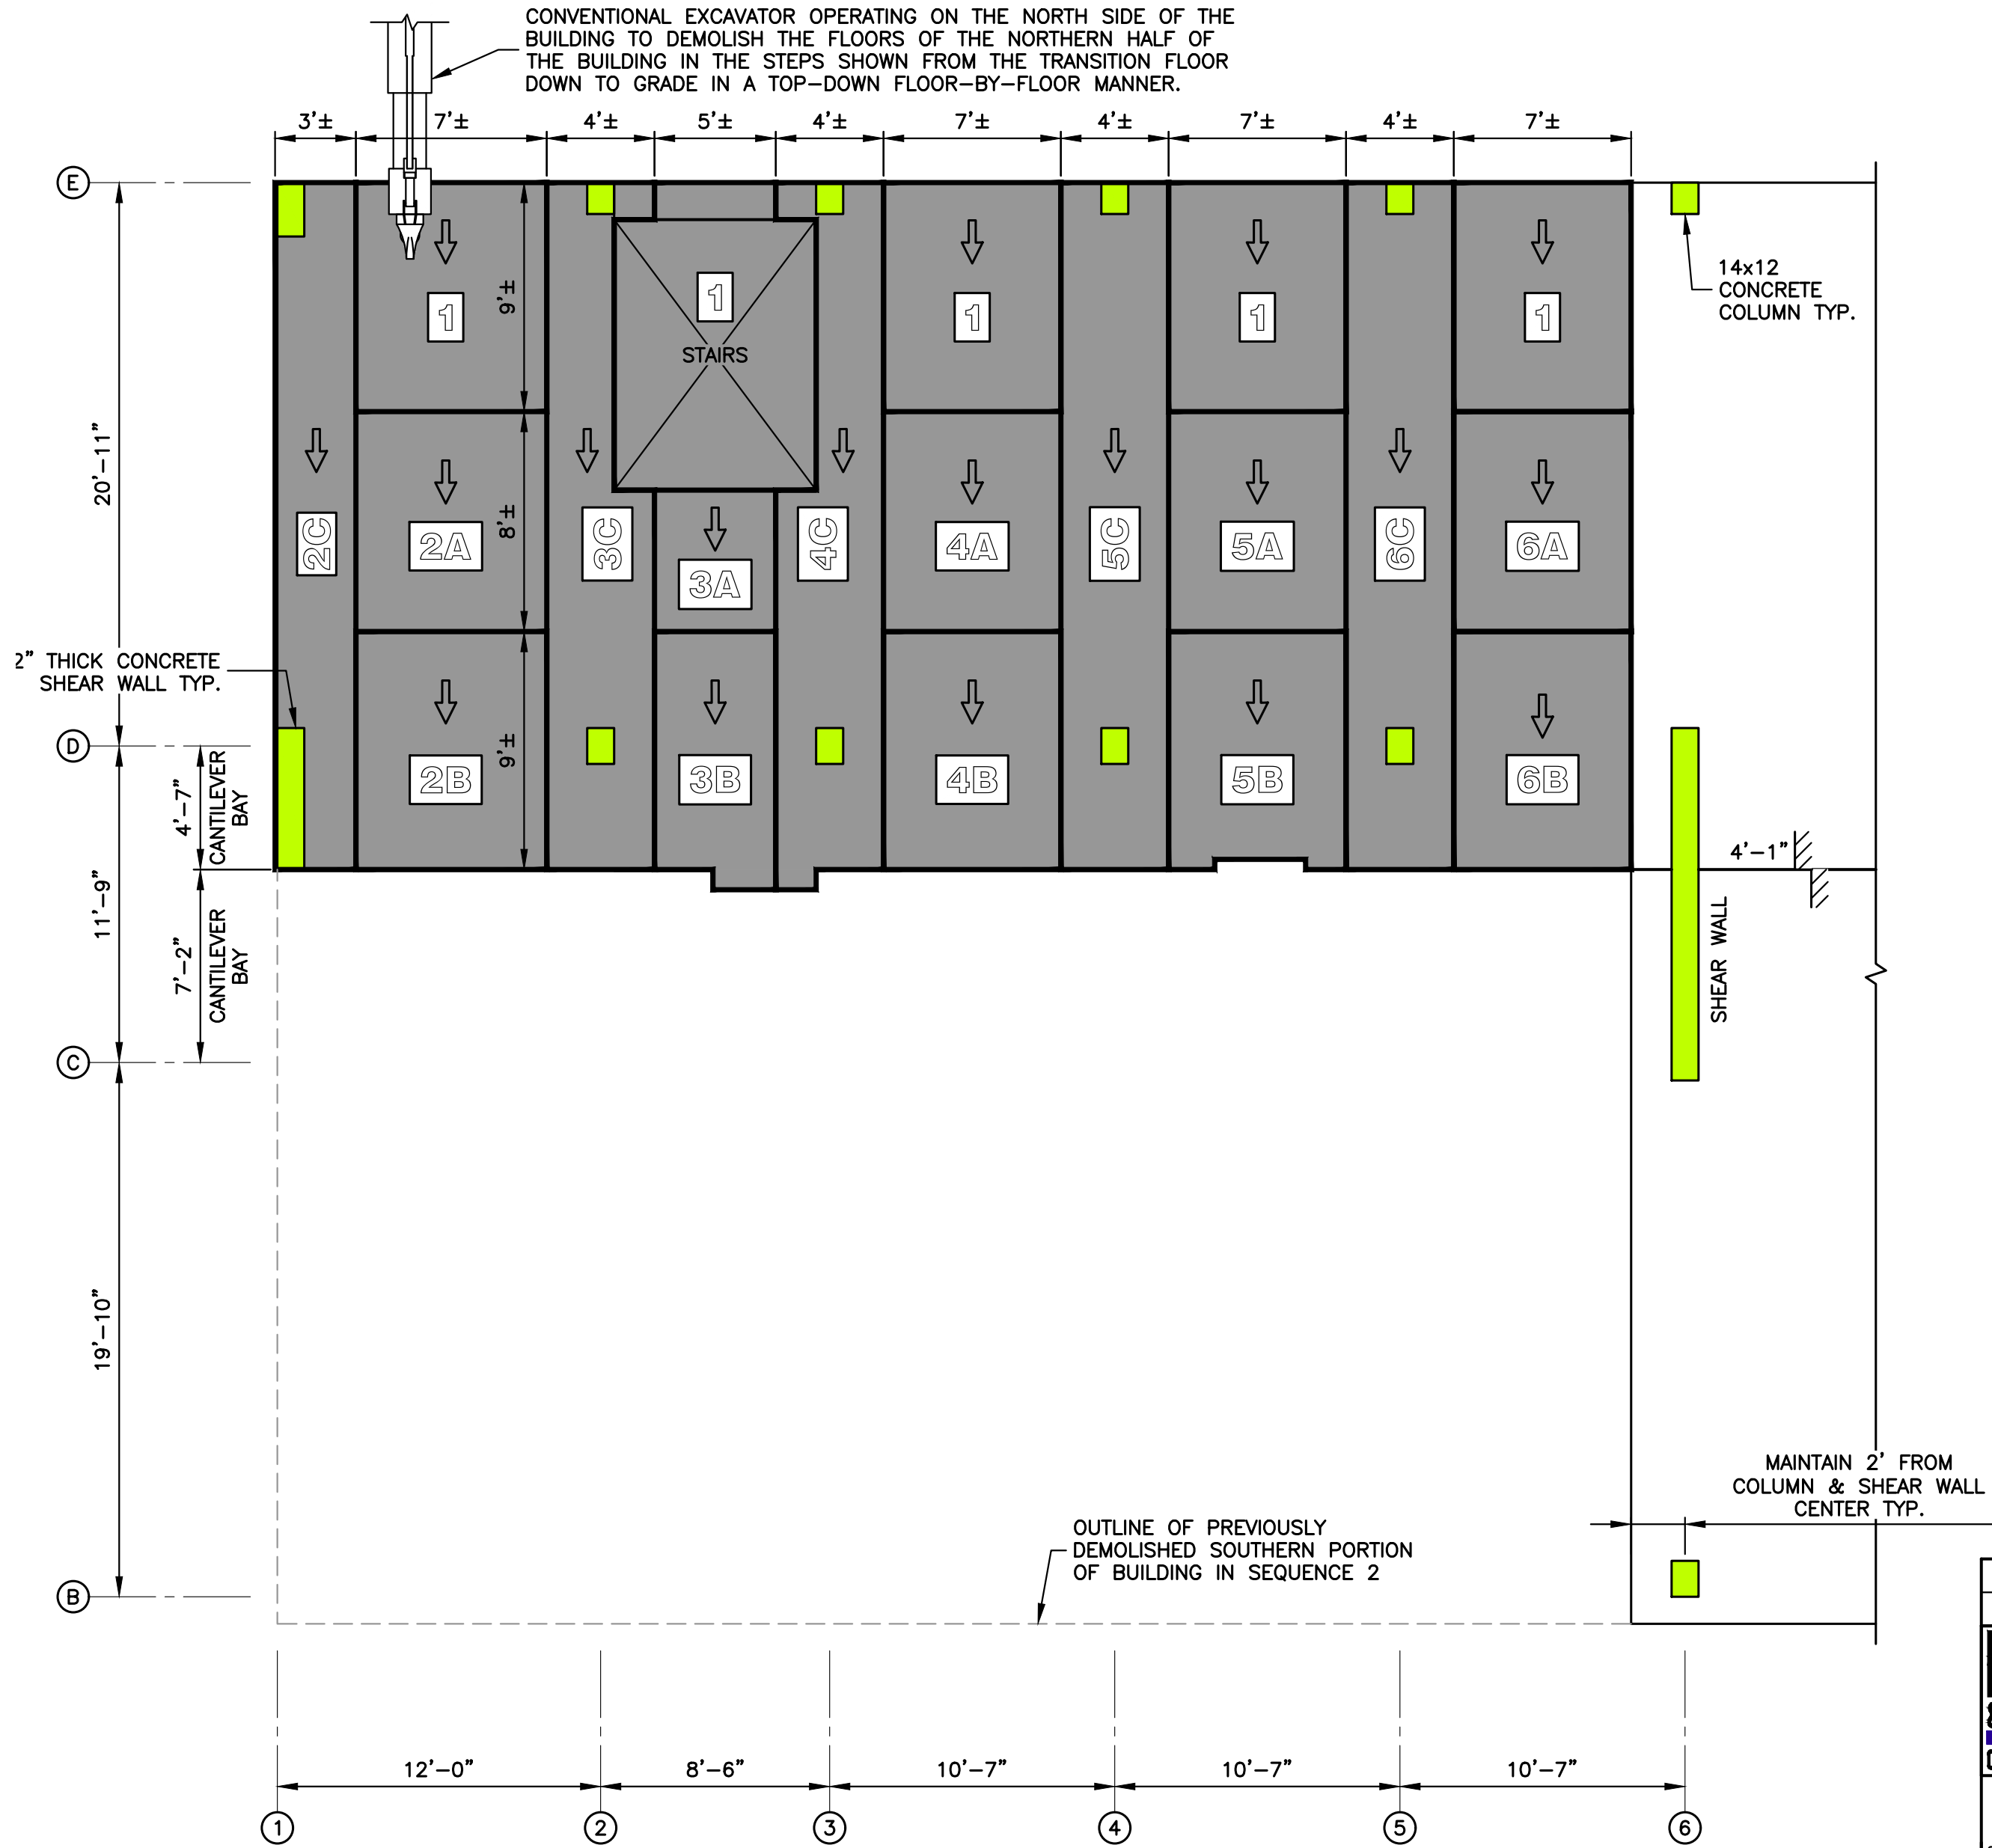 CONVENTIONAL EXCAVATOR OPERATING ON THE NORTH SIDE OF THE
BUILDING TO DEMOLISH THE FLOORS OF THE NORTHERN HALF OF
THE BUILDING IN THE STEPS SHOWN FROM THE TRANSITION FLOOR
DOWN TO GRADE IN A TOP-DOWN FLOOR-BY-FLOOR MANNER.
3'± 7'± 4'± 5'± 4'± 7'± 4'± 7'± 4'± 7'±
E
14x12
CONCRETE
COLUMN TYP.
1 1 1 1 1
9'±
STAIRS
20'-11"
2C 2A 8'± 3C 3A 4C 4A 5C 5A 6C 6A
2" THICK CONCRETE
SHEAR WALL TYP.
D
2B 9'± 3B 4B 5B 6B
4'-7"
CANTILEVER
BAY
4'-1"
11'-9"
7'-2"
CANTILEVER
BAY
SHEAR WALL
C
19'-10"
MAINTAIN 2' FROM
COLUMN & SHEAR WALL
CENTER TYP.
OUTLINE OF PREVIOUSLY
DEMOLISHED SOUTHERN PORTION
OF BUILDING IN SEQUENCE 2
B
12'-0" 8'-6" 10'-7" 10'-7" 10'-7"
1 2 3 4 5 6